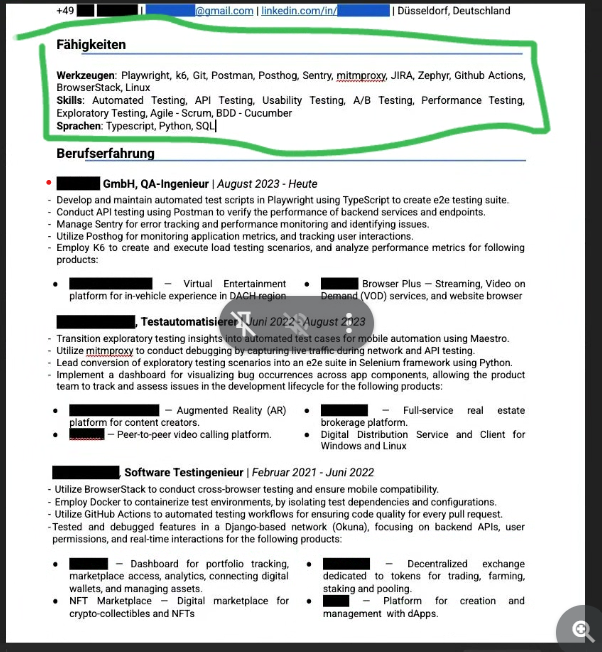 +49 | @gmail.com | linkedin.com/in/ | Düsseldorf, Deutschland
Fähigkeiten
Werkzeugen: Playwright, k6, Git, Postman, Posthog, Sentry, mitmproxy, JIRA, Zephyr, Github Actions,
BrowserStack, Linux
Skills: Automated Testing, API Testing, Usability Testing, A/B Testing, Performance Testing,
Exploratory Testing, Agile - Scrum, BDD - Cucumber
Sprachen: Typescript, Python, SQL
Berufserfahrung
GmbH, QA-Ingenieur | August 2023 - Heute
- Develop and maintain automated test scripts in Playwright using TypeScript to create e2e testing suite.
- Conduct API testing using Postman to verify the performance of backend services and endpoints.
- Manage Sentry for error tracking and performance monitoring and identifying issues.
- Utilize Posthog for monitoring application metrics, and tracking user interactions.
- Employ K6 to create and execute load testing scenarios, and analyze performance metrics for following
products:
● — Virtual Entertainment
platform for in-vehicle experience in DACH region
● Browser Plus — Streaming, Video on
Demand (VOD) services, and website browser
, Testautomatisierer | Juni 2022 - August 2023
- Transition exploratory testing insights into automated test cases for mobile automation using Maestro.
- Utilize mitmproxy to conduct debugging by capturing live traffic during network and API testing.
- Lead conversion of exploratory testing scenarios into an e2e suite in Selenium framework using Python.
- Implement a dashboard for visualizing bug occurrences across app components, allowing the product
team to track and assess issues in the development lifecycle for the following products:
● — Augmented Reality (AR)
platform for content creators.
● — Peer-to-peer video calling platform.
● — Full-service real estate
brokerage platform.
● Digital Distribution Service and Client for
Windows and Linux
, Software Testingenieur | Februar 2021 - Juni 2022
- Utilize BrowserStack to conduct cross-browser testing and ensure mobile compatibility.
- Employ Docker to containerize test environments, by isolating test dependencies and configurations.
- Utilize GitHub Actions to automated testing workflows for ensuring code quality for every pull request.
-Tested and debugged features in a Django-based network (Okuna), focusing on backend APIs, user
permissions, and real-time interactions for the following products:
● — Dashboard for portfolio tracking,
marketplace access, analytics, connecting digital
wallets, and managing assets.
● NFT Marketplace — Digital marketplace for
crypto-collectibles and NFTs
● — Decentralized exchange
dedicated to tokens for trading, farming,
staking and pooling.
● — Platform for creation and
management with dApps.